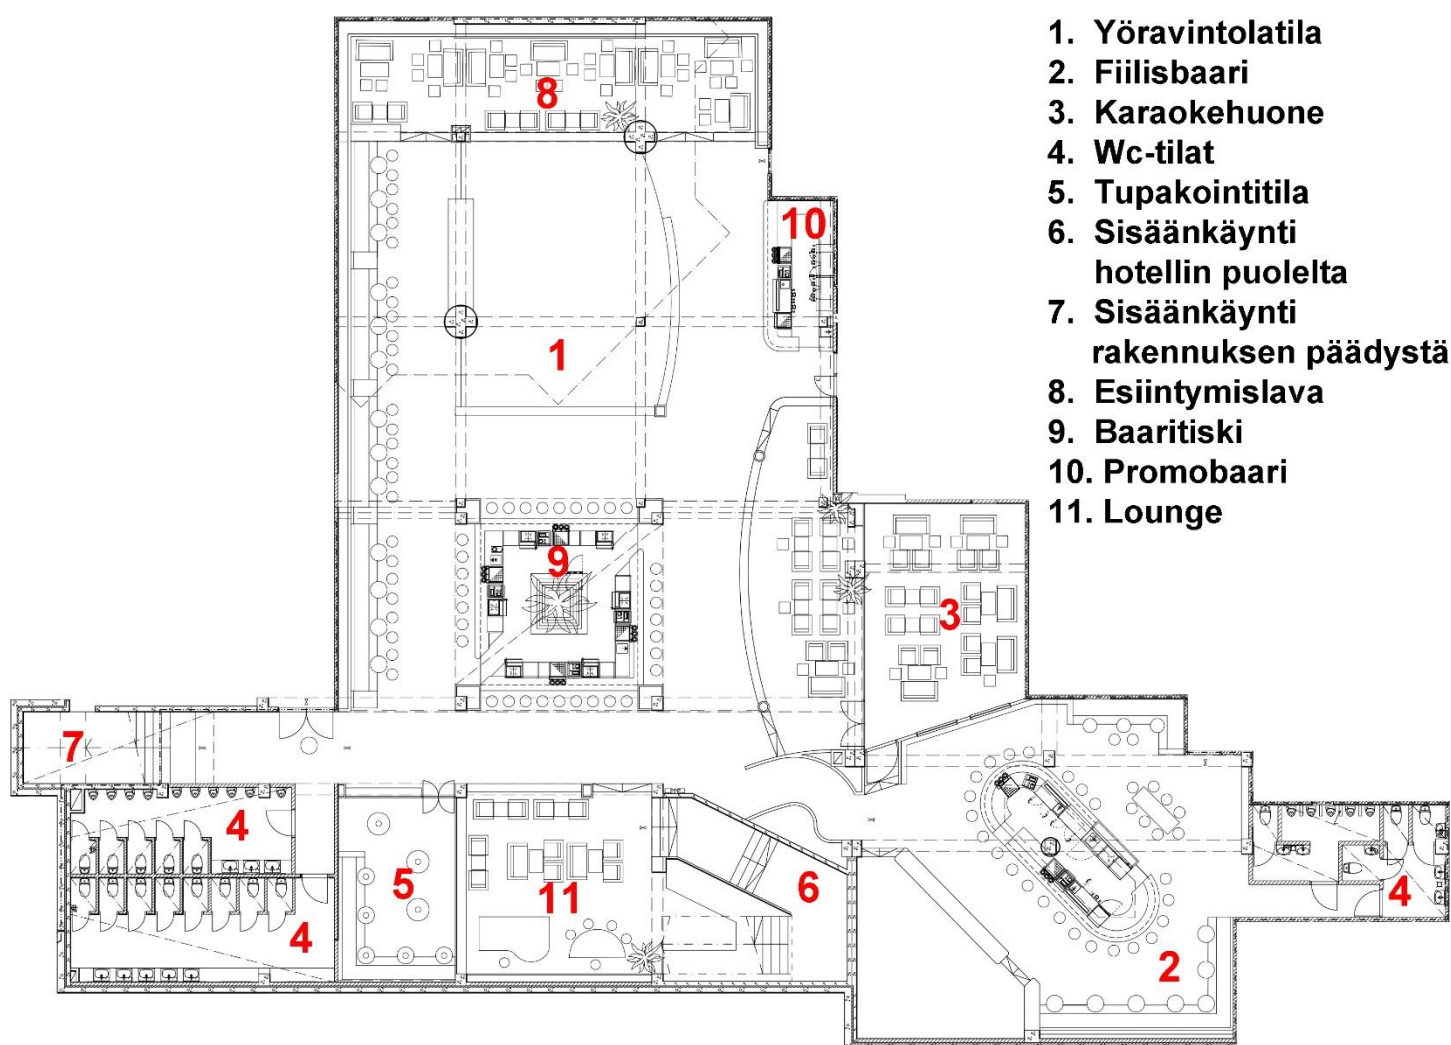 1. Yöravintolatila
2. Fiilisbaari
3. Karaokehuone
4. Wc-tilat
5. Tupakointitila
6. Sisäänkäynti
hotellin puolelta
7. Sisäänkäynti
rakennuksen päädystä
8. Esiintymislava
9. Baaritiski
10. Promobaari
11. Lounge
8
10
1
9
3
7
4
5
11
6
4
4
2